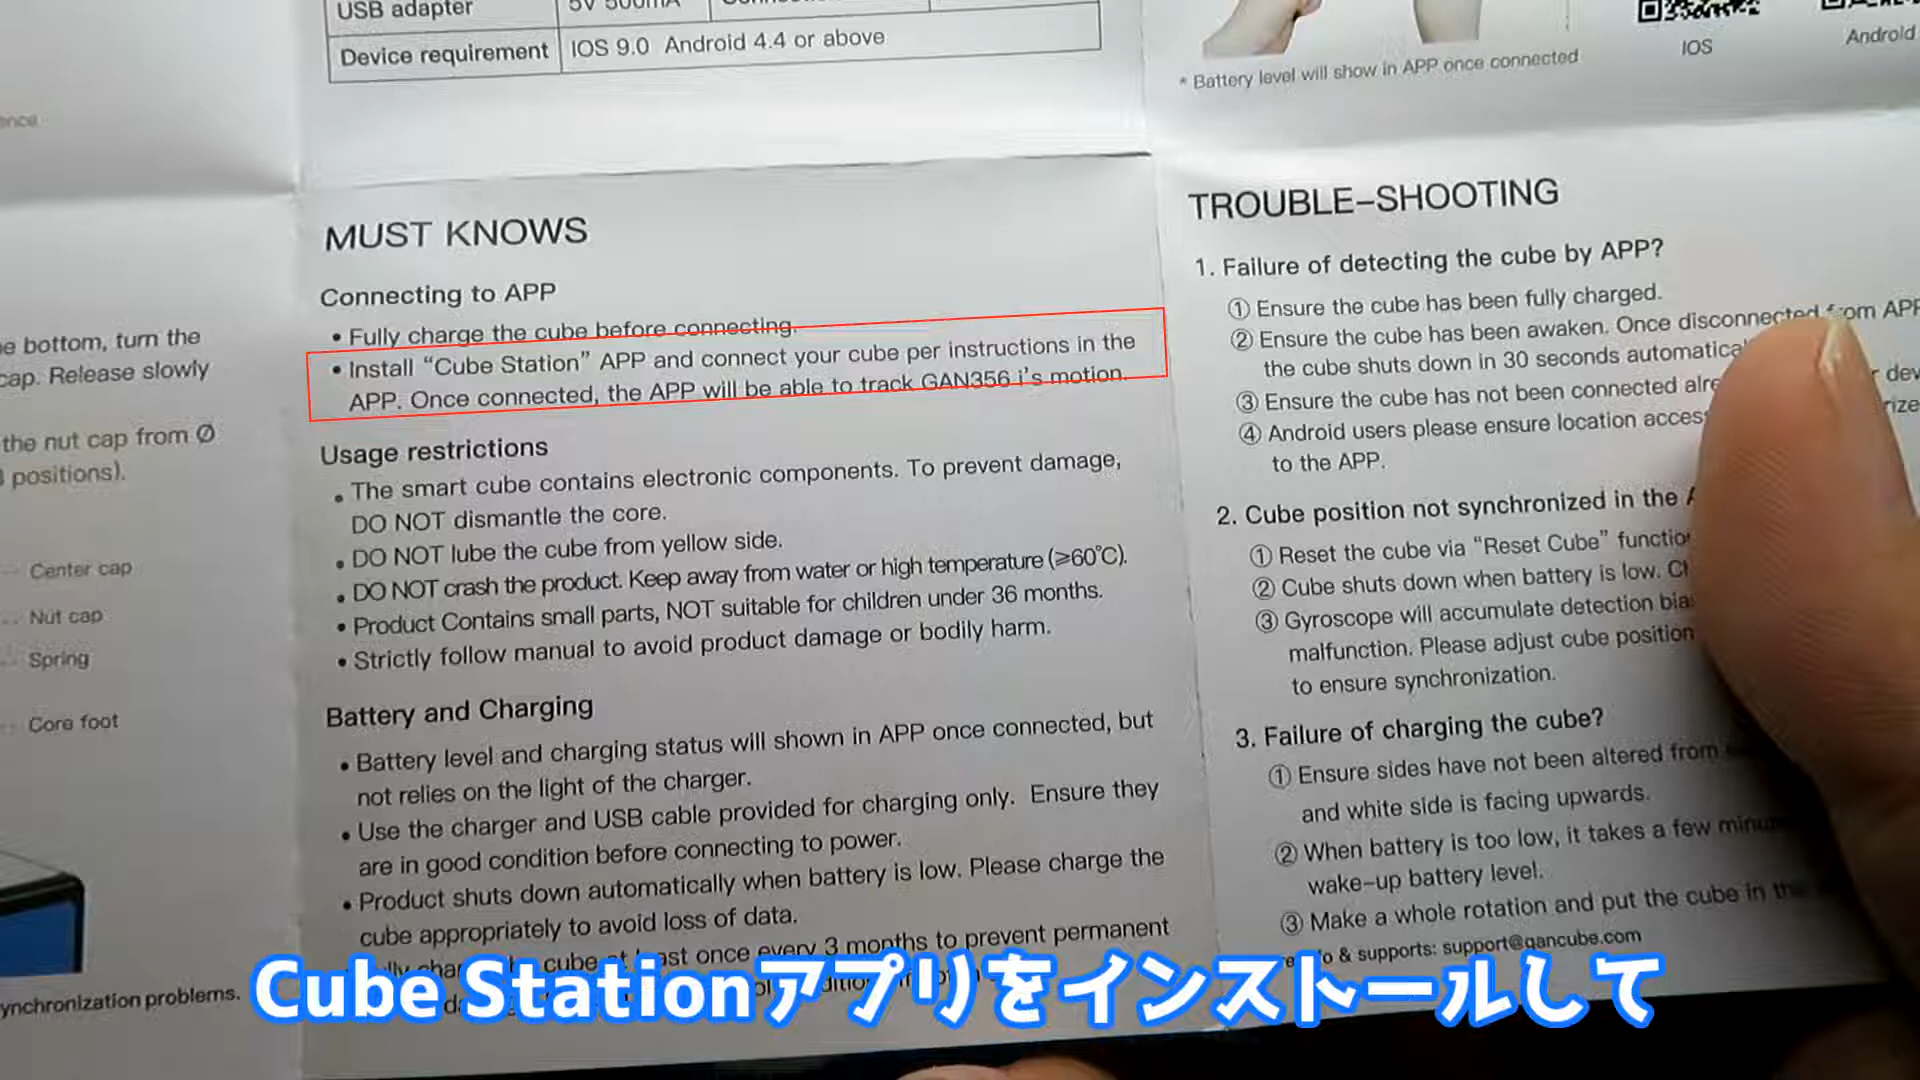 USB adapter
5V 500mA
Device requirement
IOS 9.0 Android 4.4 or above
* Battery level will show in APP once connected
IOS
Android
e bottom, turn the
cap. Release slowly
the nut cap from Ø
positions).
Center cap
Nut cap
Spring
Core foot
ynchronization problems.
MUST KNOWS
Connecting to APP
• Fully charge the cube before connecting.
• Install “Cube Station” APP and connect your cube per instructions in the
APP. Once connected, the APP will be able to track GAN356 i’s motion.
Usage restrictions
• The smart cube contains electronic components. To prevent damage,
DO NOT dismantle the core.
• DO NOT lube the cube from yellow side.
• DO NOT crash the product. Keep away from water or high temperature (≥60℃).
• Product Contains small parts, NOT suitable for children under 36 months.
• Strictly follow manual to avoid product damage or bodily harm.
Battery and Charging
• Battery level and charging status will shown in APP once connected, but
not relies on the light of the charger.
• Use the charger and USB cable provided for charging only. Ensure they
are in good condition before connecting to power.
• Product shuts down automatically when battery is low. Please charge the
cube appropriately to avoid loss of data.
cube at least once every 3 months to prevent permanent
TROUBLE-SHOOTING
1. Failure of detecting the cube by APP?
① Ensure the cube has been fully charged.
② Ensure the cube has been awaken. Once disconnected from APP
the cube shuts down in 30 seconds automatica
③ Ensure the cube has not been connected alre
④ Android users please ensure location acces
to the APP.
2. Cube position not synchronized in the A
① Reset the cube via “Reset Cube” functio
② Cube shuts down when battery is low. C
③ Gyroscope will accumulate detection bia
malfunction. Please adjust cube position
to ensure synchronization.
3. Failure of charging the cube?
① Ensure sides have not been altered from
and white side is facing upwards.
② When battery is too low, it takes a few minu
wake-up battery level.
③ Make a whole rotation and put the cube in the
& supports: support@gancube.com
Cube Stationアプリをインストールして